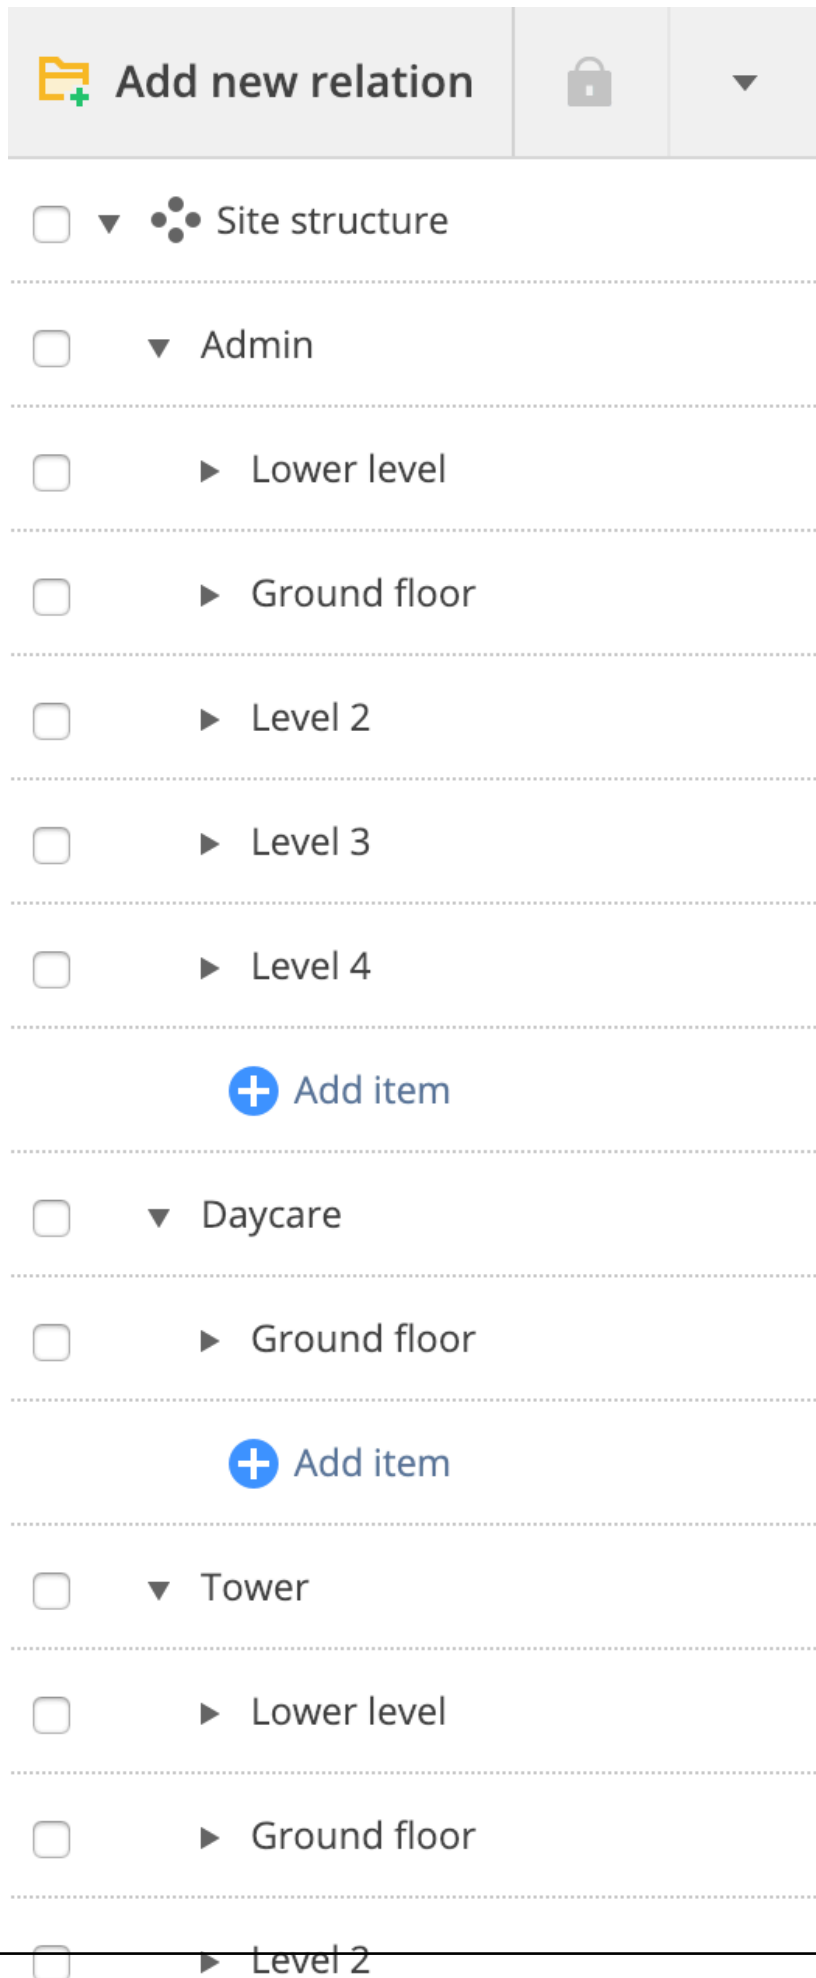 Add new relation
Site structure
Admin
Lower level
Ground floor
Level 2
Level 3
Level 4
Add item
Daycare
Ground floor
Add item
Tower
Lower level
Ground floor
Level 2